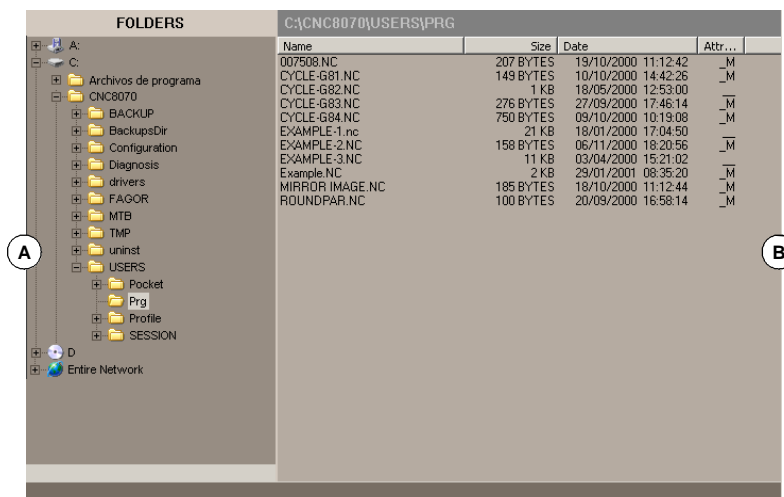 FOLDERS
A:
C:
Archivos de programa
CNC8070
BACKUP
BackupsDir
Configuration
Diagnosis
drivers
FAGOR
MTB
TMP
uninst
USERS
Pocket
Prg
Profile
SESSION
D
Entire Network
A
C:\CNC8070\USERS\PRG
Name Size Date Attr...
007508.NC 207 BYTES 19/10/2000 11:12:42 _M
CYCLE-G81.NC 149 BYTES 10/10/2000 14:42:26 _M
CYCLE-G82.NC 1 KB 18/05/2000 12:53:00 __
CYCLE-G83.NC 276 BYTES 27/09/2000 17:46:14 _M
CYCLE-G84.NC 750 BYTES 09/10/2000 10:19:08 _M
EXAMPLE-1.nc 21 KB 18/01/2000 17:04:50 __
EXAMPLE-2.NC 158 BYTES 06/11/2000 18:20:56 _M
EXAMPLE-3.NC 11 KB 03/04/2000 15:21:02 __
Example.NC 2 KB 29/01/2001 08:35:20 _M
MIRROR IMAGE.NC 185 BYTES 18/10/2000 11:12:44 _M
ROUNDPAR.NC 100 BYTES 20/09/2000 16:58:14 _M
B